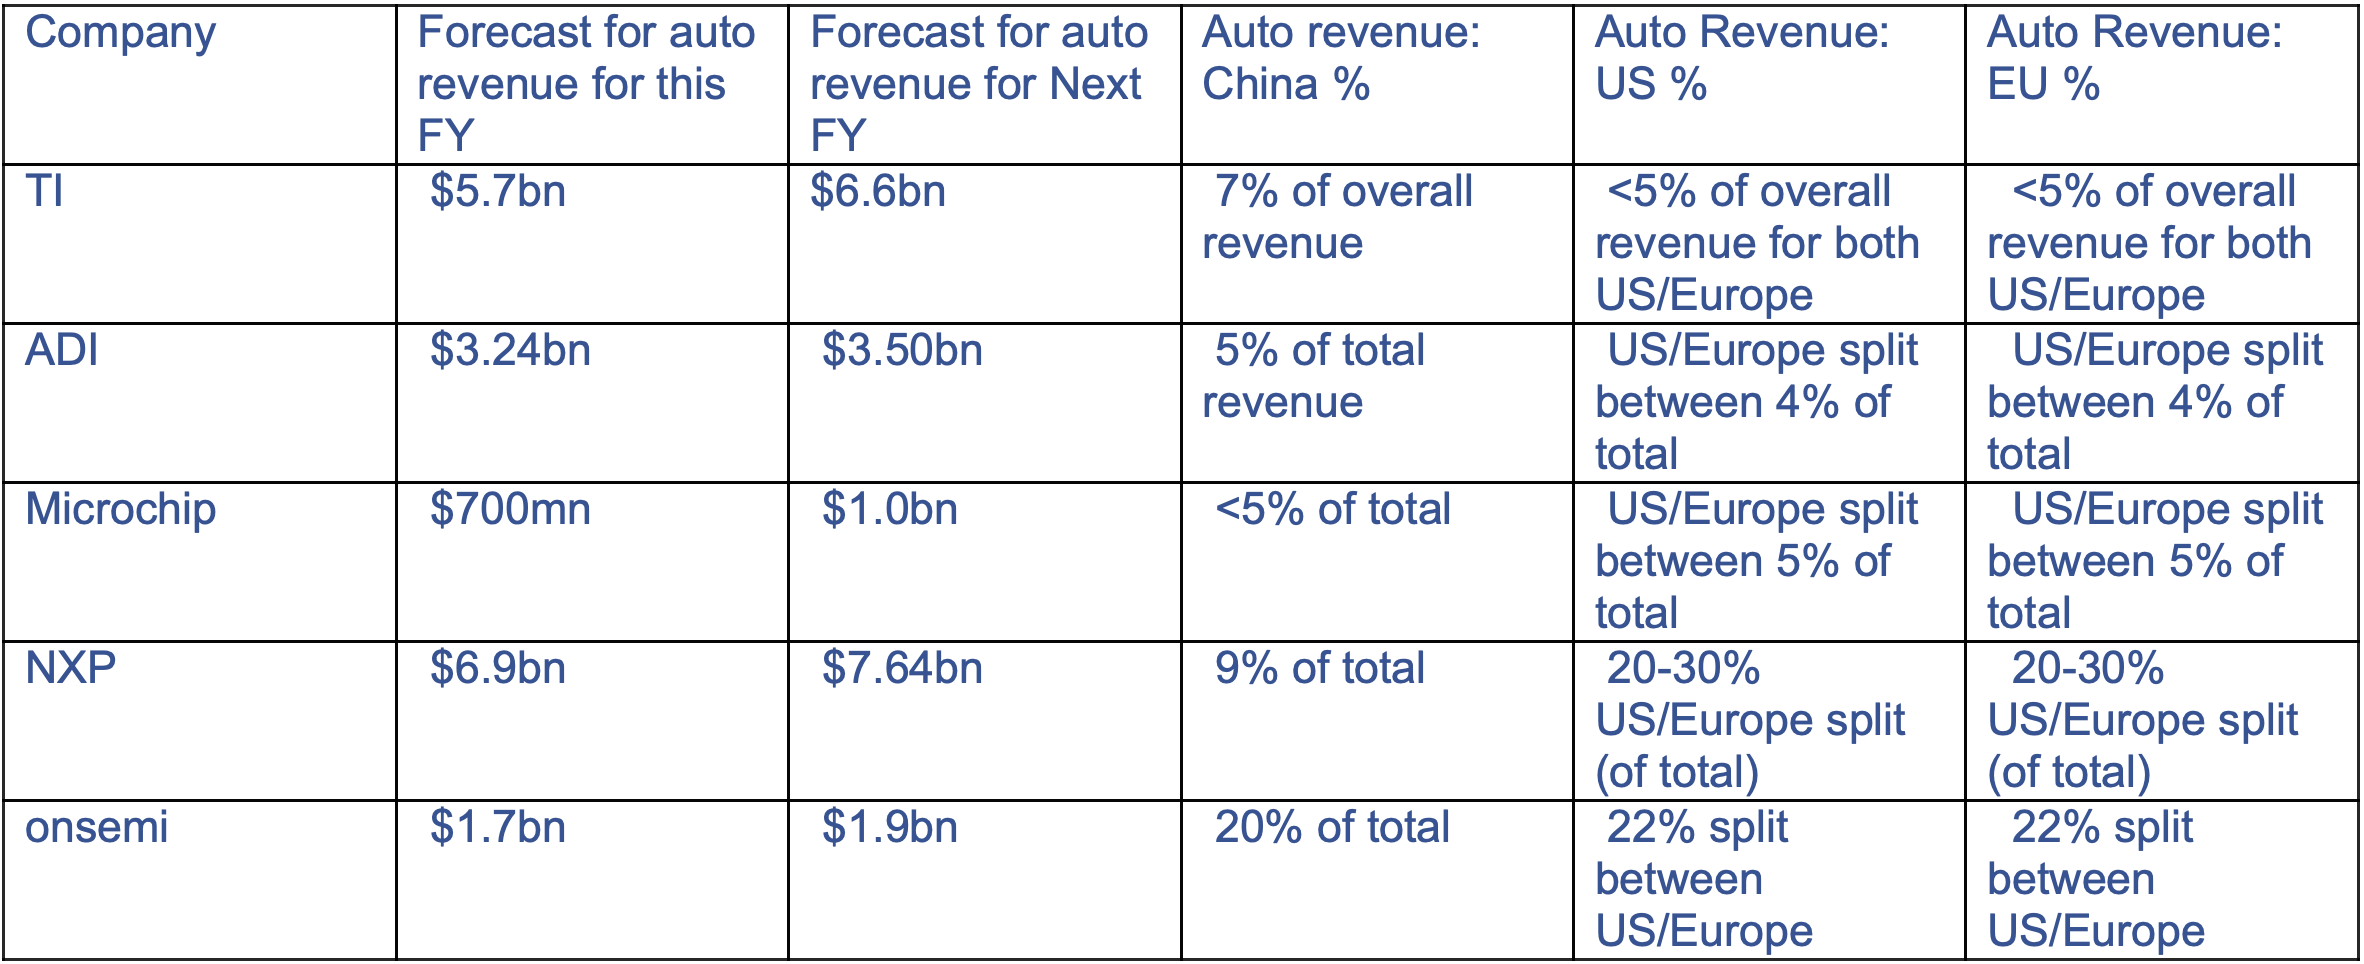 Company
Forecast for auto
revenue for this
FY
Forecast for auto
revenue for Next
FY
Auto revenue:
China %
Auto Revenue:
US %
Auto Revenue:
EU %
TI
$5.7bn
$6.6bn
7% of overall
revenue
<5% of overall
revenue for both
US/Europe
<5% of overall
revenue for both
US/Europe
ADI
$3.24bn
$3.50bn
5% of total
revenue
US/Europe split
between 4% of
total
US/Europe split
between 4% of
total
Microchip
$700mn
$1.0bn
<5% of total
US/Europe split
between 5% of
total
US/Europe split
between 5% of
total
NXP
$6.9bn
$7.64bn
9% of total
20-30%
US/Europe split
(of total)
20-30%
US/Europe split
(of total)
onsemi
$1.7bn
$1.9bn
20% of total
22% split
between
US/Europe
22% split
between
US/Europe